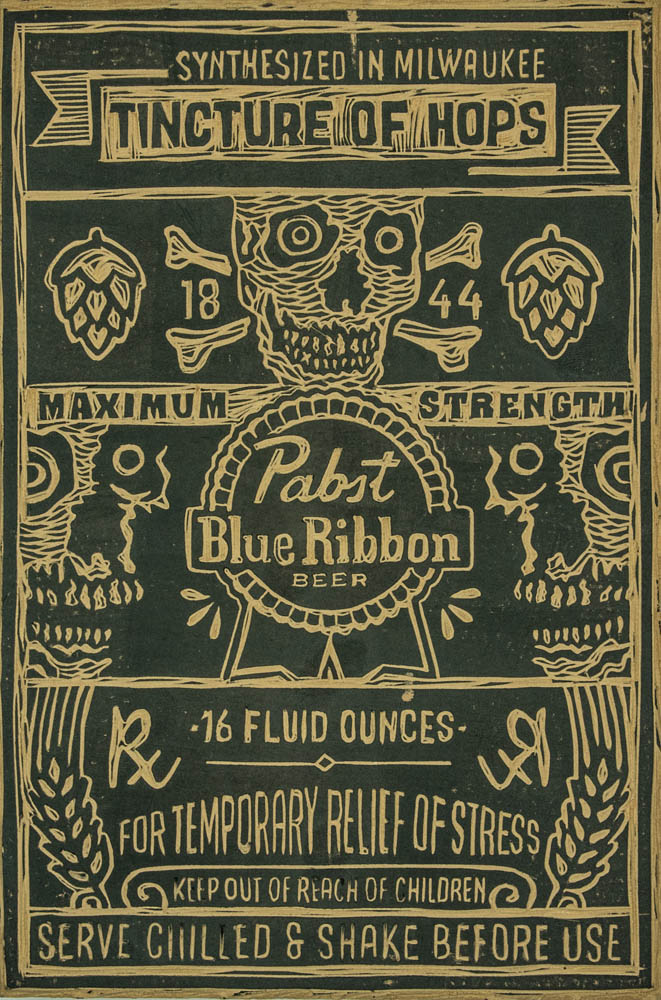 SYNTHESIZED IN MILWAUKEE
TINCTURE OF HOPS
18 44
MAXIMUM STRENGTH
Pabst
Blue Ribbon
BEER
Rx
-16 FLUID OUNCES-
FOR TEMPORARY RELIEF OF STRESS
KEEP OUT OF REACH OF CHILDREN
SERVE CHILLED & SHAKE BEFORE USE